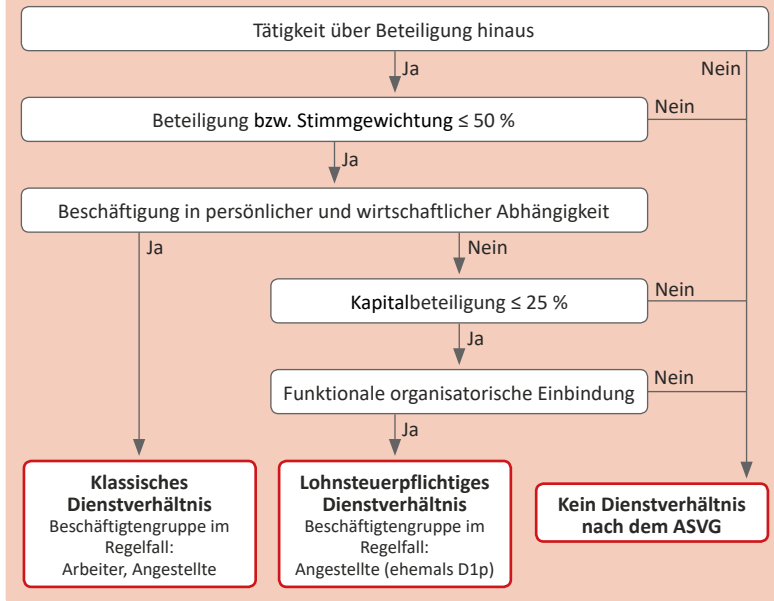 Tätigkeit über Beteiligung hinaus
Ja
Nein
Beteiligung bzw. Stimmgewichtung ≤ 50 %
Nein
Ja
Beschäftigung in persönlicher und wirtschaftlicher Abhängigkeit
Ja
Nein
Kapitalbeteiligung ≤ 25 %
Nein
Ja
Funktionale organisatorische Einbindung
Nein
Ja
Klassisches
Dienstverhältnis
Beschäftigtengruppe im
Regelfall:
Arbeiter, Angestellte
Lohnsteuerpflichtiges
Dienstverhältnis
Beschäftigtengruppe im
Regelfall:
Angestellte (ehemals D1p)
Kein Dienstverhältnis
nach dem ASVG